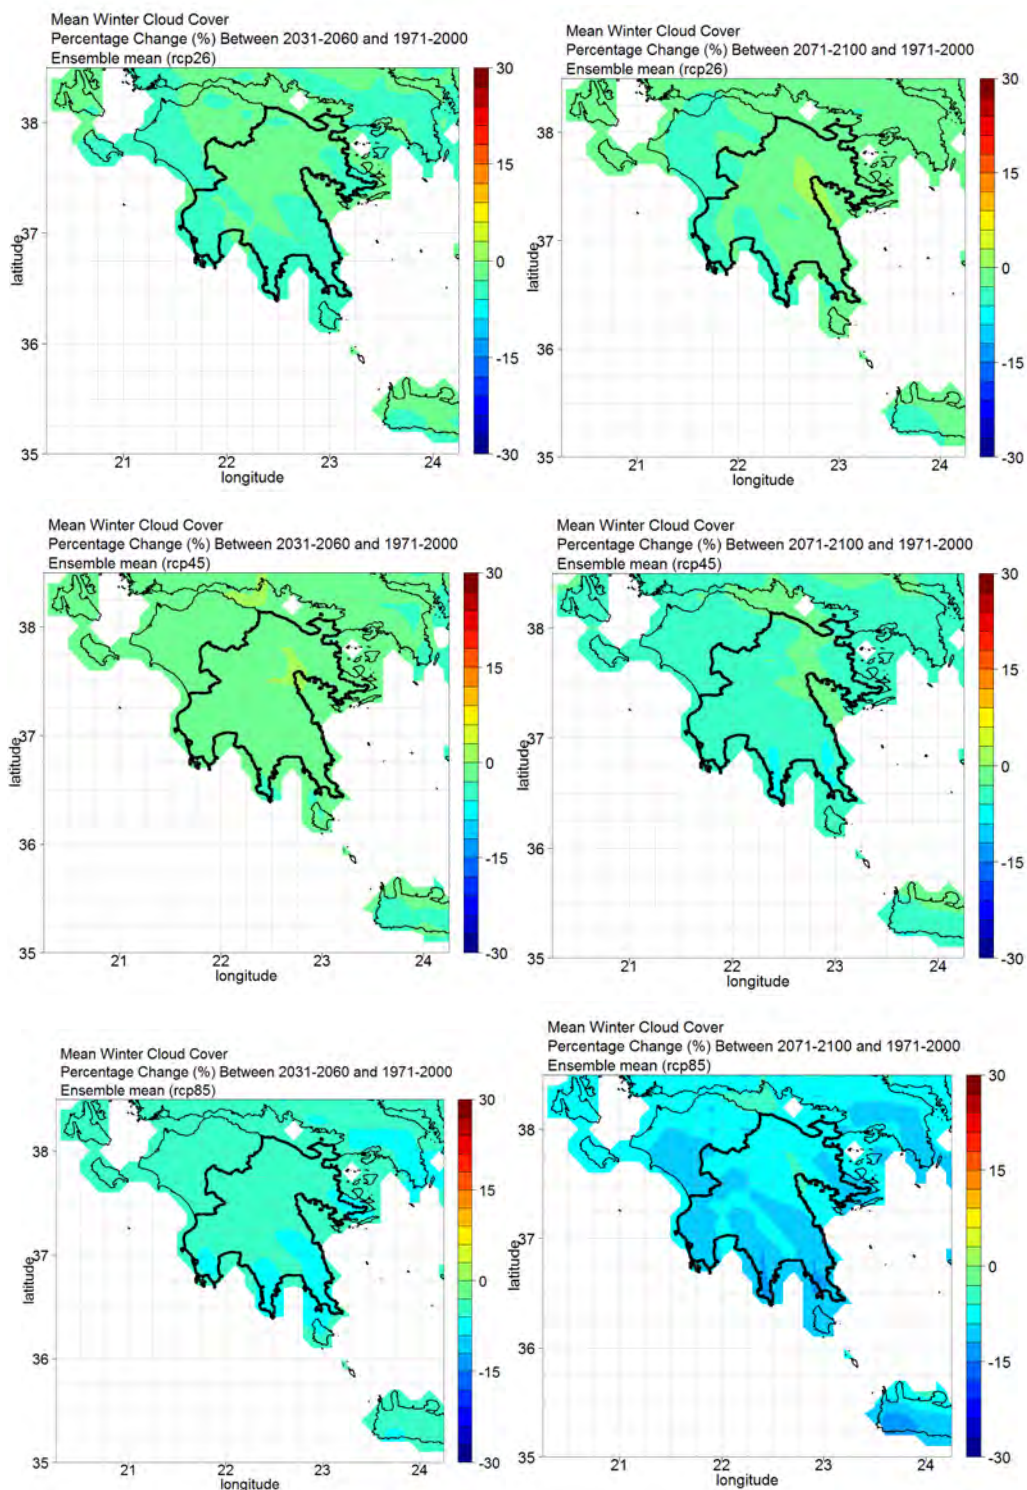 Mean Winter Cloud Cover
Percentage Change (%) Between 2031-2060 and 1971-2000
Ensemble mean (rcp26)
30
15
0
-15
-30
38
37
36
35
latitude
21
22
23
24
longitude
Mean Winter Cloud Cover
Percentage Change (%) Between 2071-2100 and 1971-2000
Ensemble mean (rcp26)
30
15
0
-15
-30
38
37
36
35
latitude
21
22
23
24
longitude
Mean Winter Cloud Cover
Percentage Change (%) Between 2031-2060 and 1971-2000
Ensemble mean (rcp45)
30
15
0
-15
-30
38
37
36
35
latitude
21
22
23
24
longitude
Mean Winter Cloud Cover
Percentage Change (%) Between 2071-2100 and 1971-2000
Ensemble mean (rcp45)
30
15
0
-15
-30
38
37
36
35
latitude
21
22
23
24
longitude
Mean Winter Cloud Cover
Percentage Change (%) Between 2031-2060 and 1971-2000
Ensemble mean (rcp85)
30
15
0
-15
-30
38
37
36
35
latitude
21
22
23
24
longitude
Mean Winter Cloud Cover
Percentage Change (%) Between 2071-2100 and 1971-2000
Ensemble mean (rcp85)
30
15
0
-15
-30
38
37
36
35
latitude
21
22
23
24
longitude